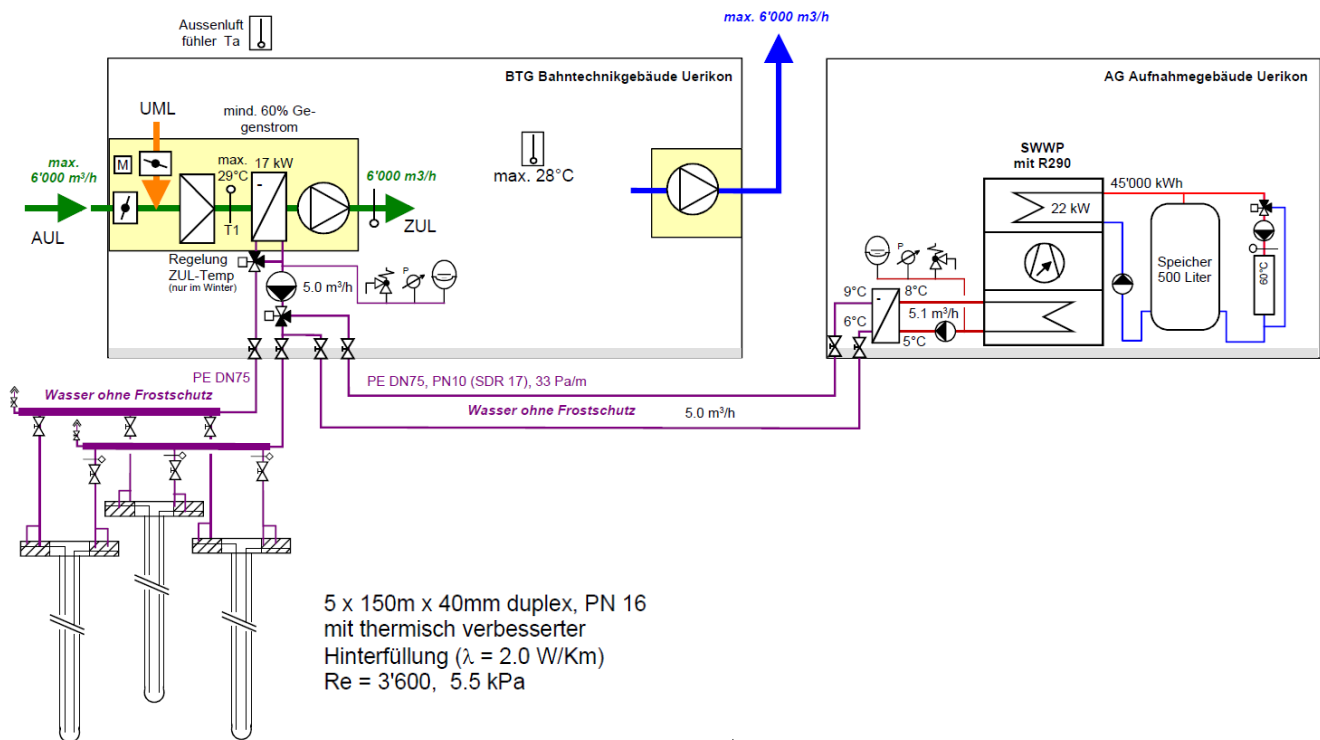 Aussenluft
fühler Ta
max. 6'000 m3/h
BTG Bahntechnikgebäude Uerikon
AG Aufnahmegebäude Uerikon
UML
mind. 60% Ge-
genstrom
max.
6'000 m³/h
M
max.
29°C
17 kW
-
6'000 m³/h
max. 28°C
AUL
T1
ZUL
SWWP
mit R290
45'000 kWh
22 kW
Speicher
500 Liter
60°C
Regelung
ZUL-Temp
(nur im Winter)
5.0 m³/h
P
P
9°C
-
8°C
6°C
5.1 m³/h
5°C
PE DN75
PE DN75, PN10 (SDR 17), 33 Pa/m
Wasser ohne Frostschutz
Wasser ohne Frostschutz
5.0 m³/h
5 x 150m x 40mm duplex, PN 16
mit thermisch verbesserter
Hinterfüllung (λ = 2.0 W/Km)
Re = 3'600, 5.5 kPa